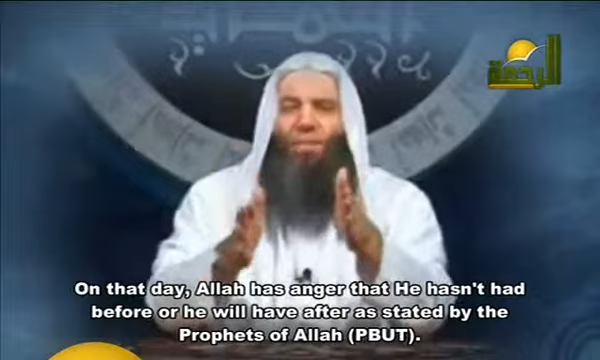 الرحمة
On that day, Allah has anger that He hasn't had
before or he will have after as stated by the
Prophets of Allah (PBUT).